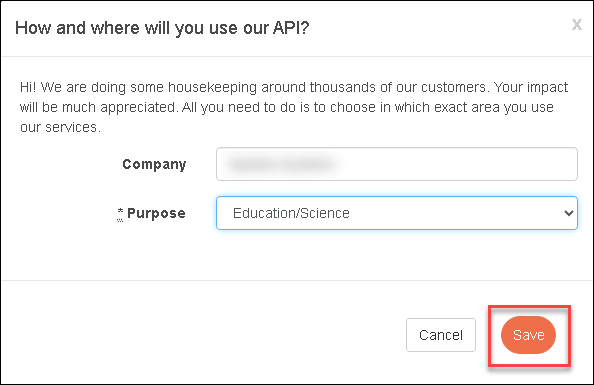 How and where will you use our API?
x
Hi! We are doing some housekeeping around thousands of our customers. Your impact
will be much appreciated. All you need to do is to choose in which exact area you use
our services.
Company
* Purpose
Education/Science
Cancel
Save